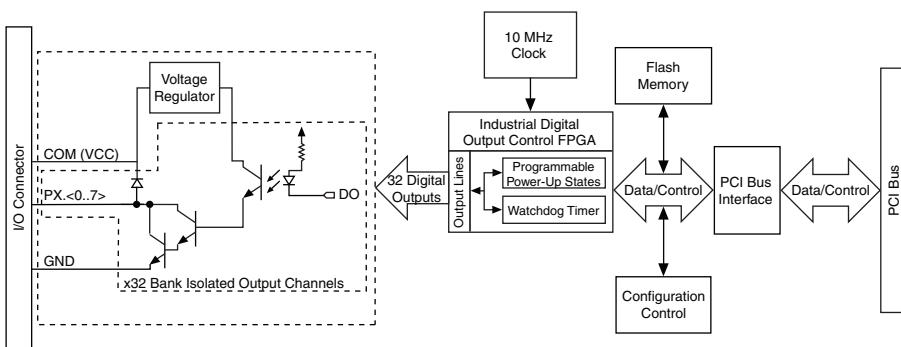 I/O Connector
Voltage
Regulator
COM (VCC)
PX.<0..7>
GND
DO
x32 Bank Isolated Output Channels
32 Digital
Outputs
10 MHz
Clock
Industrial Digital
Output Control FPGA
Output Lines
Programmable
Power-Up States
Watchdog Timer
Flash
Memory
Data/Control
Configuration
Control
PCI Bus
Interface
Data/Control
PCI Bus